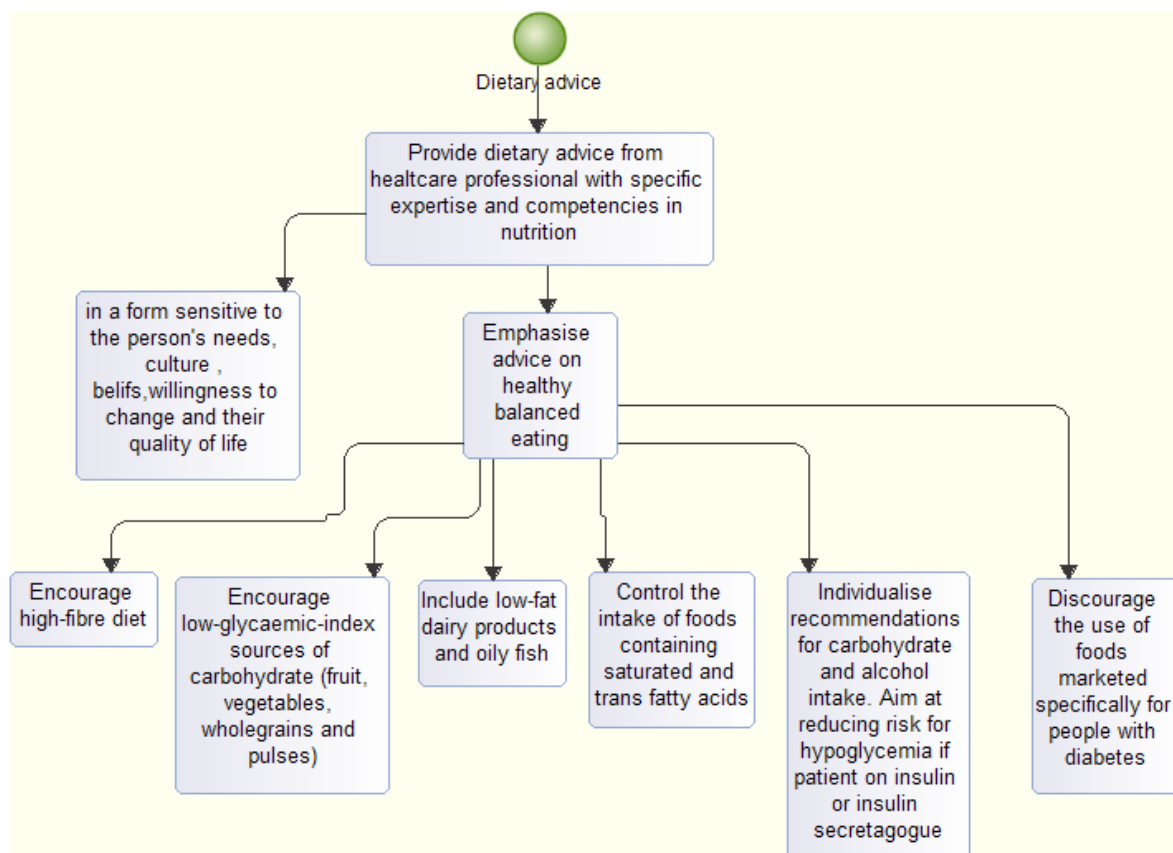 Dietary advice
Provide dietary advice from
healtcare professional with specific
expertise and competencies in
nutrition
in a form sensitive to
the person's needs,
culture ,
belifs,willingness to
change and their
quality of life
Emphasise
advice on
healthy
balanced
eating
Encourage
high-fibre diet
Encourage
low-glycaemic-index
sources of
carbohydrate (fruit,
vegetables,
wholegrains and
pulses)
Include low-fat
dairy products
and oily fish
Control the
intake of foods
containing
saturated and
trans fatty acids
Individualise
recommendations
for carbohydrate
and alcohol
intake. Aim at
reducing risk for
hypoglycemia if
patient on insulin
or insulin
secretagogue
Discourage
the use of
foods
marketed
specifically for
people with
diabetes